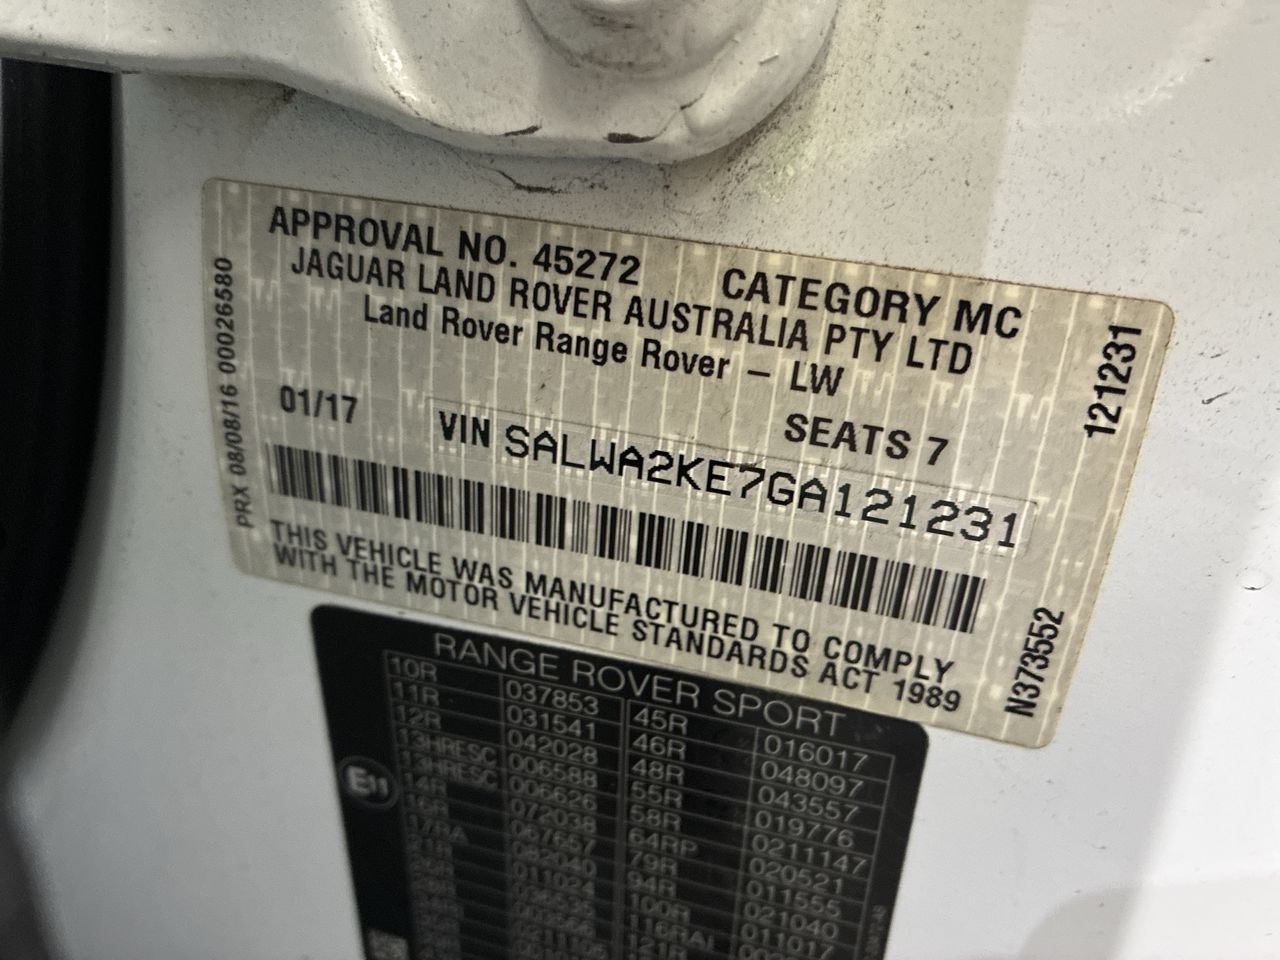 APPROVAL NO. 45272
CATEGORY MC
JAGUAR LAND ROVER AUSTRALIA PTY LTD
Land Rover Range Rover – LW
01/17
SEATS 7
VIN SALWA2KE7GA121231
THIS VEHICLE WAS MANUFACTURED TO COMPLY
WITH THE MOTOR VEHICLE STANDARDS ACT 1989
PRX 08/08/16 00026580
121231
N373552
RANGE ROVER SPORT
E11
10R 037853 45R 016017
11R 031541 46R 048097
12R 042028 48R 043557
13HRESC 006588 55R 019776
13HRESC 006626 58R 0211147
14R 072038 64RP 020521
16R 067657 79R 011555
17RA 082040 94R 021040
011024 100R 011017
116RAI
121R